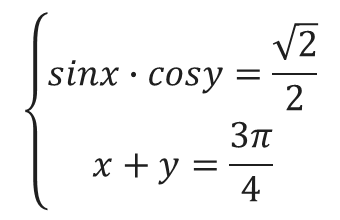 sinx · cosy = √2/2
x + y = 3π/4